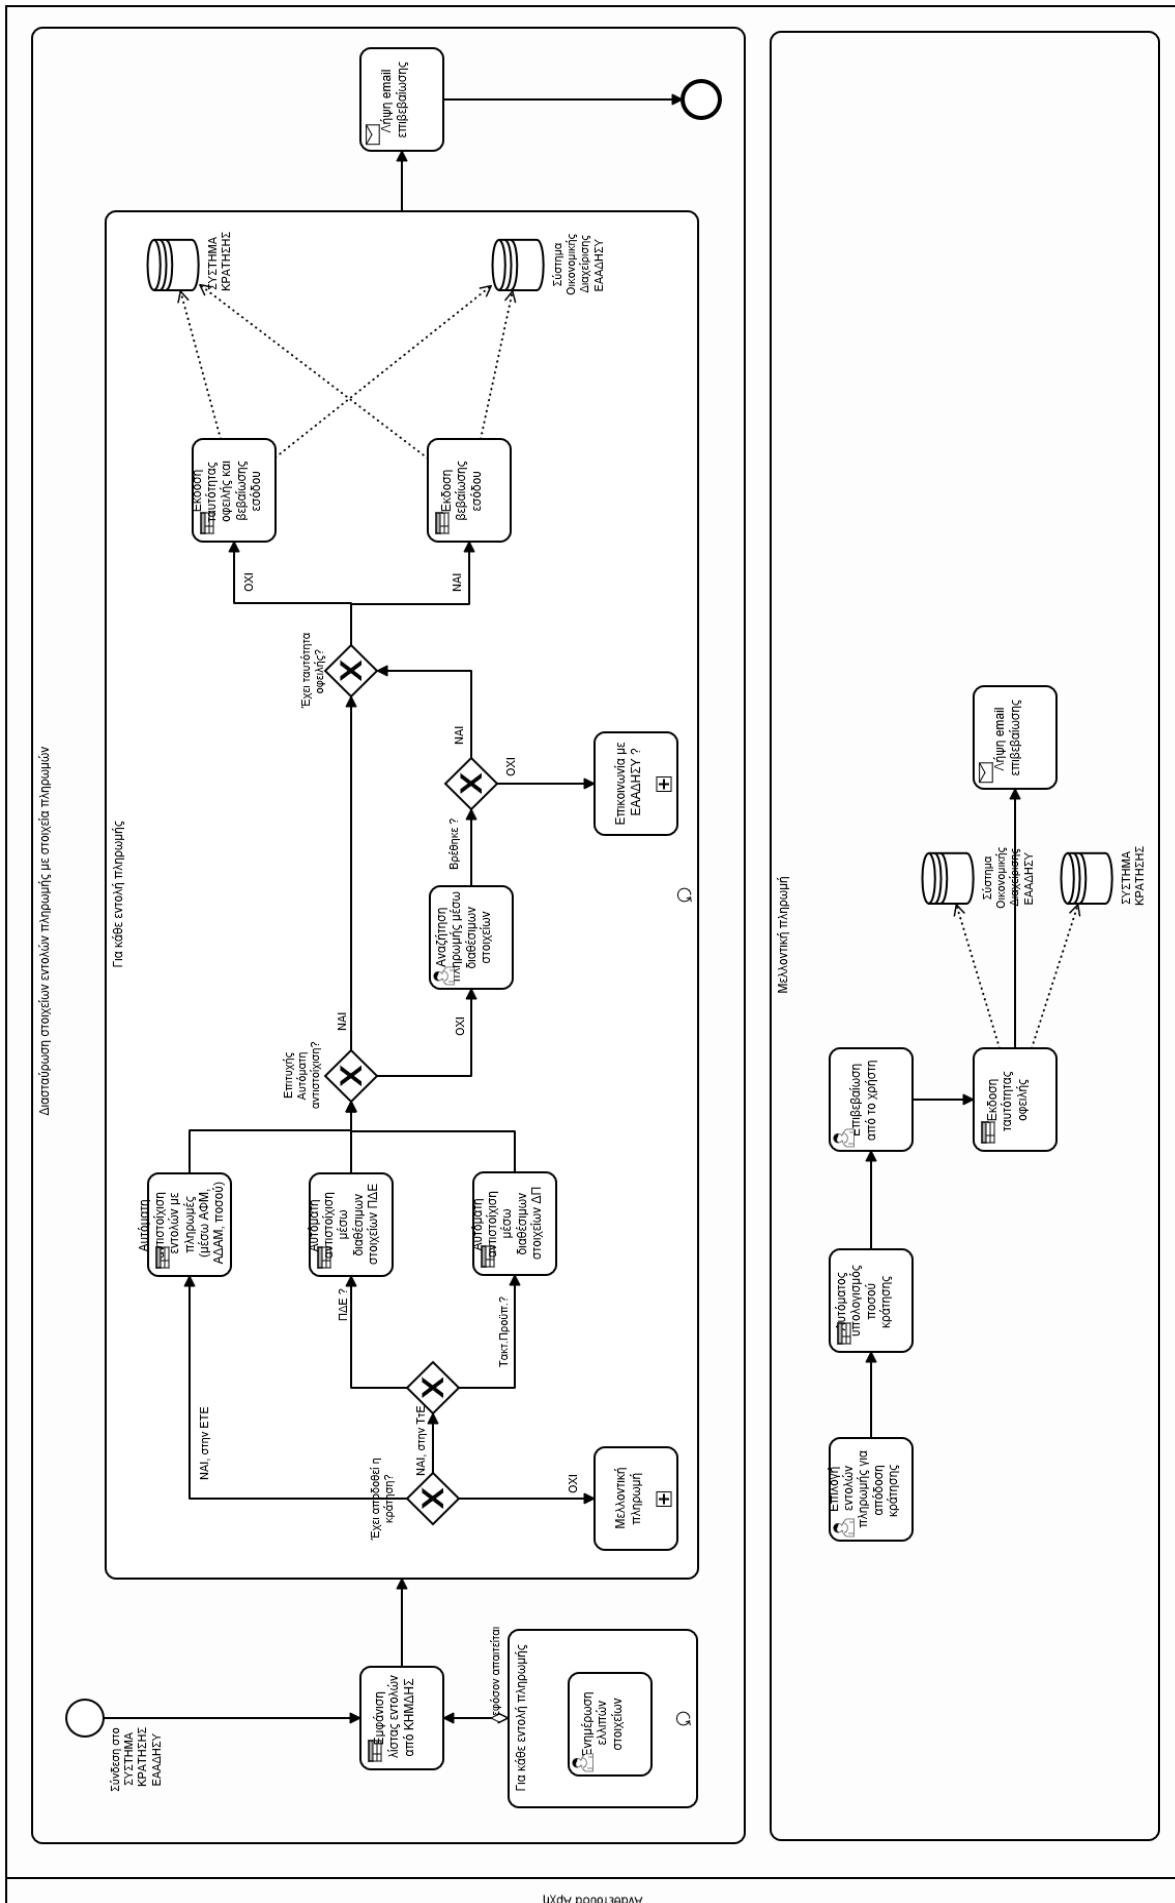 Αναθέτουσα Αρχή
Διασταύρωση στοιχείων εντολών πληρωμής με στοιχεία πληρωμών
Σύνδεση στο
ΣΥΣΤΗΜΑ
ΚΡΑΤΗΣΗΣ
ΕΑΑΔΗΣΥ
Εμφάνιση
λίστας εντολών
από ΚΗΜΔΗΣ
εφόσον απαιτείται
Για κάθε εντολή πληρωμής
Ενημέρωση
ελλιπών
στοιχείων
Για κάθε εντολή πληρωμής
Έχει αποδοθεί η
κράτηση?
ΝΑΙ, στην ΕΤΕ
ΝΑΙ, στην ΤτΕ
ΟΧΙ
Μελλοντική
πληρωμή
ΠΔΕ ?
Τακτ.Προϋπ.?
Αυτόματη
αντιστοίχιση
εντολών με
πληρωμές
(μέσω ΑΦΜ,
ΑΔΑΜ, ποσού)
Αυτόματη
αντιστοίχιση
μέσω
διαθέσιμων
στοιχείων ΠΔΕ
Αυτόματη
αντιστοίχιση
μέσω
διαθέσιμων
στοιχείων ΔΠ
Επιτυχής
Αυτόματη
αντιστοίχιση?
ΝΑΙ
ΟΧΙ
Αναζήτηση
πληρωμής μέσω
διαθέσιμων
στοιχείων
Βρέθηκε ?
ΝΑΙ
ΟΧΙ
Επικοινωνία με
ΕΑΑΔΗΣΥ ?
Έχει ταυτότητα
οφειλής?
ΟΧΙ
ΝΑΙ
Έκδοση
ταυτότητας
οφειλής και
βεβαίωσης
εσόδου
Έκδοση
βεβαίωσης
εσόδου
ΣΥΣΤΗΜΑ
ΚΡΑΤΗΣΗΣ
Σύστημα
Οικονομικής
Διαχείρισης
ΕΑΑΔΗΣΥ
Λήψη email
επιβεβαίωσης
Μελλοντική πληρωμή
Επιλογή
εντολών
πληρωμής για
απόδοση
κράτησης
Αυτόματος
υπολογισμός
ποσού
κράτησης
Επιβεβαίωση
από το χρήστη
Έκδοση
ταυτότητας
οφειλής
Σύστημα
Οικονομικής
Διαχείρισης
ΕΑΑΔΗΣΥ
ΣΥΣΤΗΜΑ
ΚΡΑΤΗΣΗΣ
Λήψη email
επιβεβαίωσης